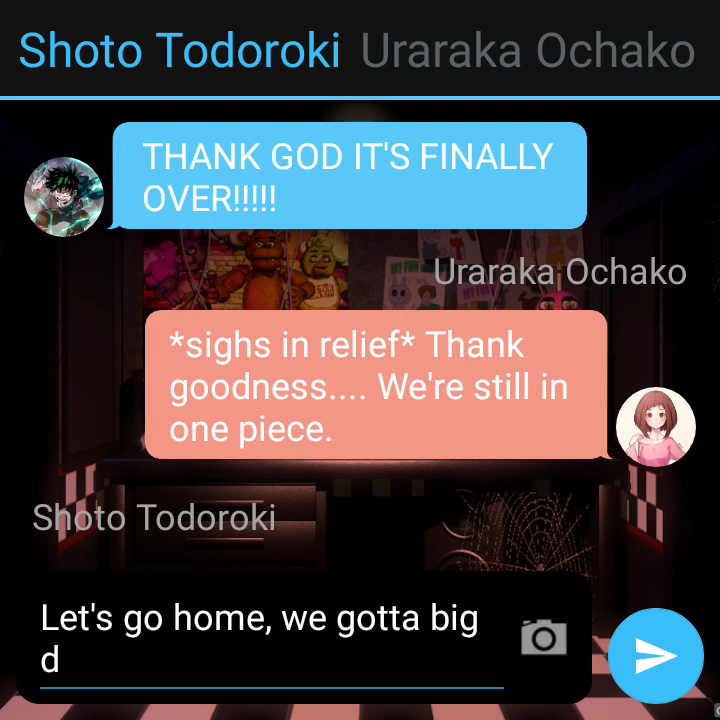 Shoto Todoroki Uraraka Ochako
THANK GOD IT'S FINALLY
OVER!!!!!
Uraraka Ochako
*sighs in relief* Thank
goodness.... We're still in
one piece.
Shoto Todoroki
Let's go home, we gotta big
d